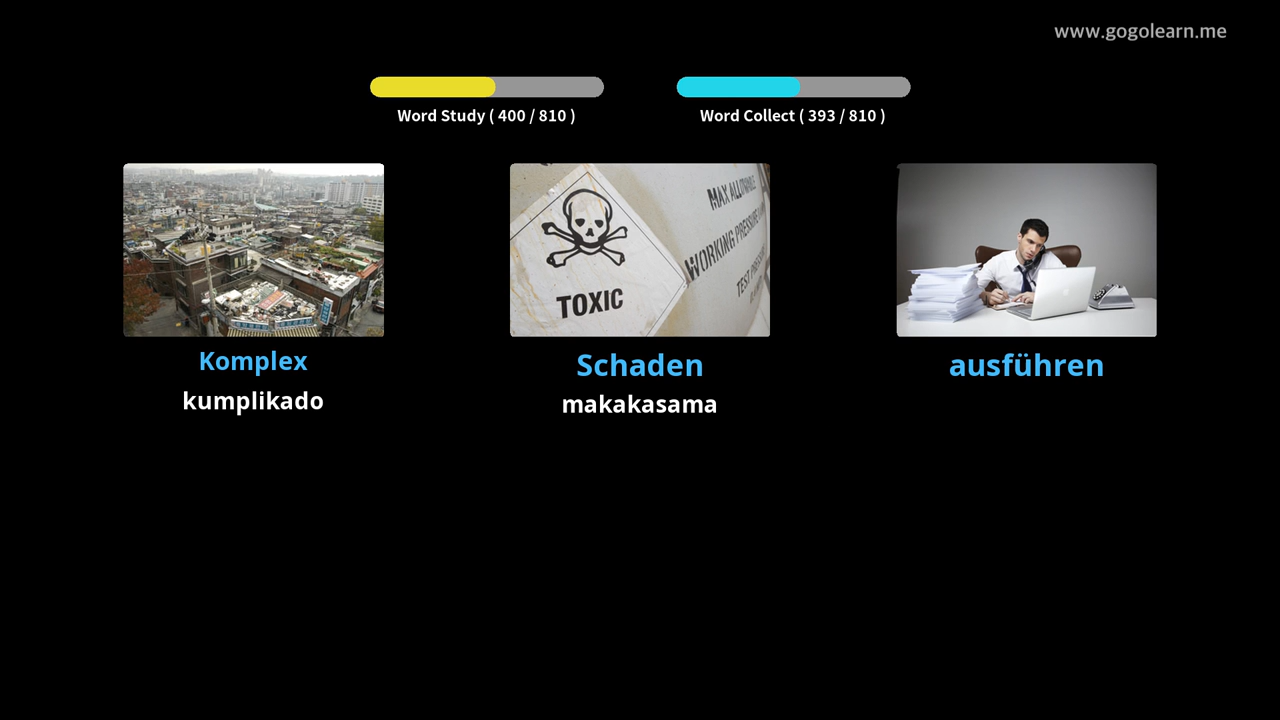 www.gogolearn.me
Word Study ( 400 / 810 )
Word Collect ( 393 / 810 )
TOXIC
MAX ALLOWABLE
WORKING PRESSURE
TEST
Komplex
kumplikado
Schaden
makakasama
ausführen